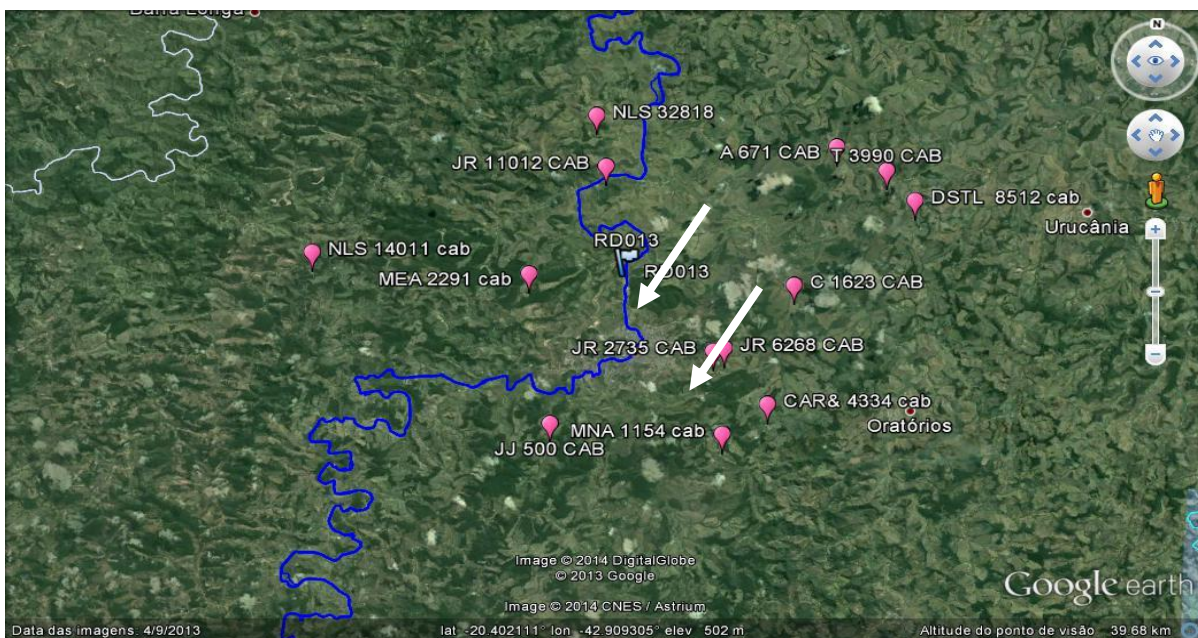 Barra Longa
N
NLS 32818
JR 11012 CAB
A 671 CAB
T 3990 CAB
DSTL 8512 cab
Urucânia
RD013
NLS 14011 cab
MEA 2291 cab
RD013
C 1623 CAB
JR 2735 CAB
JR 6268 CAB
CAR& 4334 cab
Oratórios
MNA 1154 cab
JJ 500 CAB
Image © 2014 DigitalGlobe
© 2013 Google
Image © 2014 CNES / Astrium
Google earth
Data das imagens: 4/9/2013
lat -20.402111° lon -42.909305° elev 502 m
Altitude do ponto de visão 39.68 km